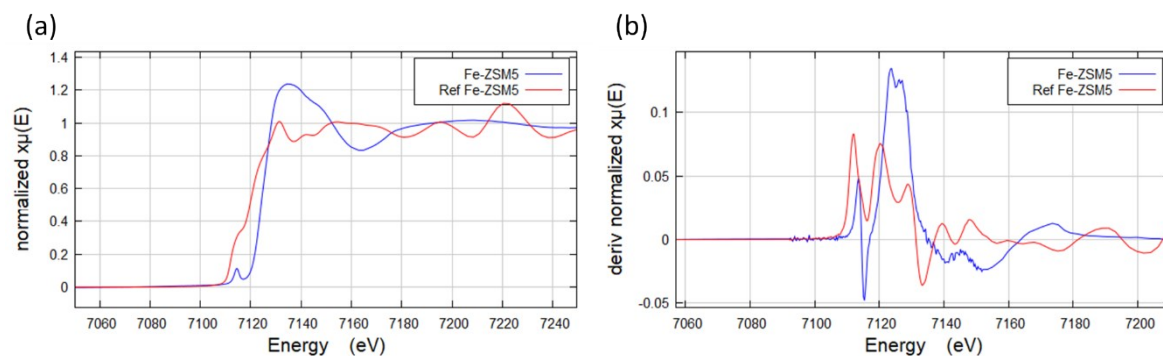 (a)
Fe-ZSM5
Ref Fe-ZSM5
normalized xµ(E)
1.4
1.2
1
0.8
0.6
0.4
0.2
0
7060 7080 7100 7120 7140 7160 7180 7200 7220 7240
Energy (eV)
(b)
Fe-ZSM5
Ref Fe-ZSM5
deriv normalized xµ(E)
0.1
0.05
0
-0.05
7060 7080 7100 7120 7140 7160 7180 7200
Energy (eV)